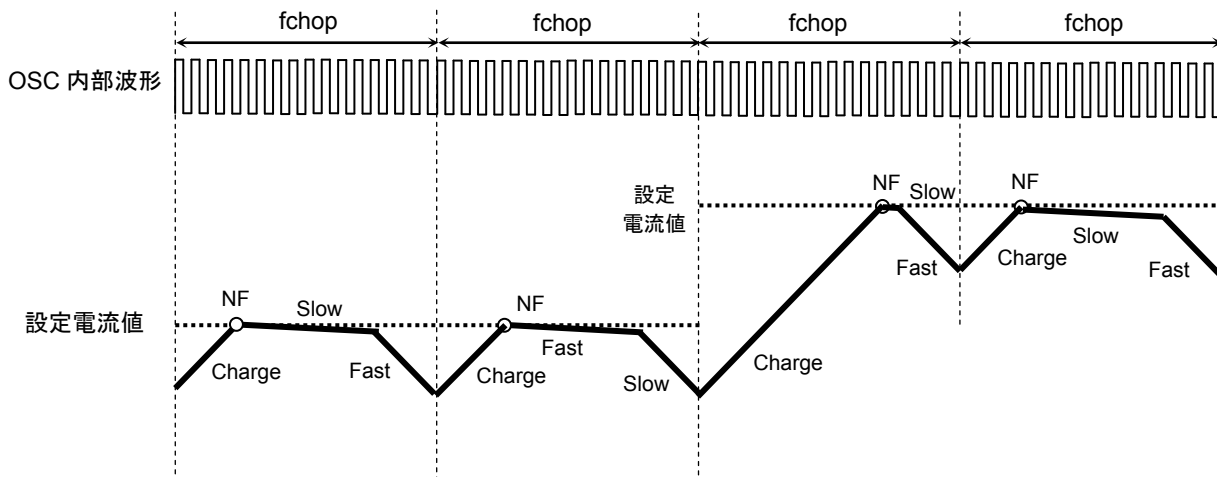 fchop fchop fchop fchop
OSC 内部波形
設定
電流値
NF Slow NF
Slow
Charge
Fast
Fast
設定電流値
NF Slow NF
Fast
Charge
Charge Fast Charge Slow